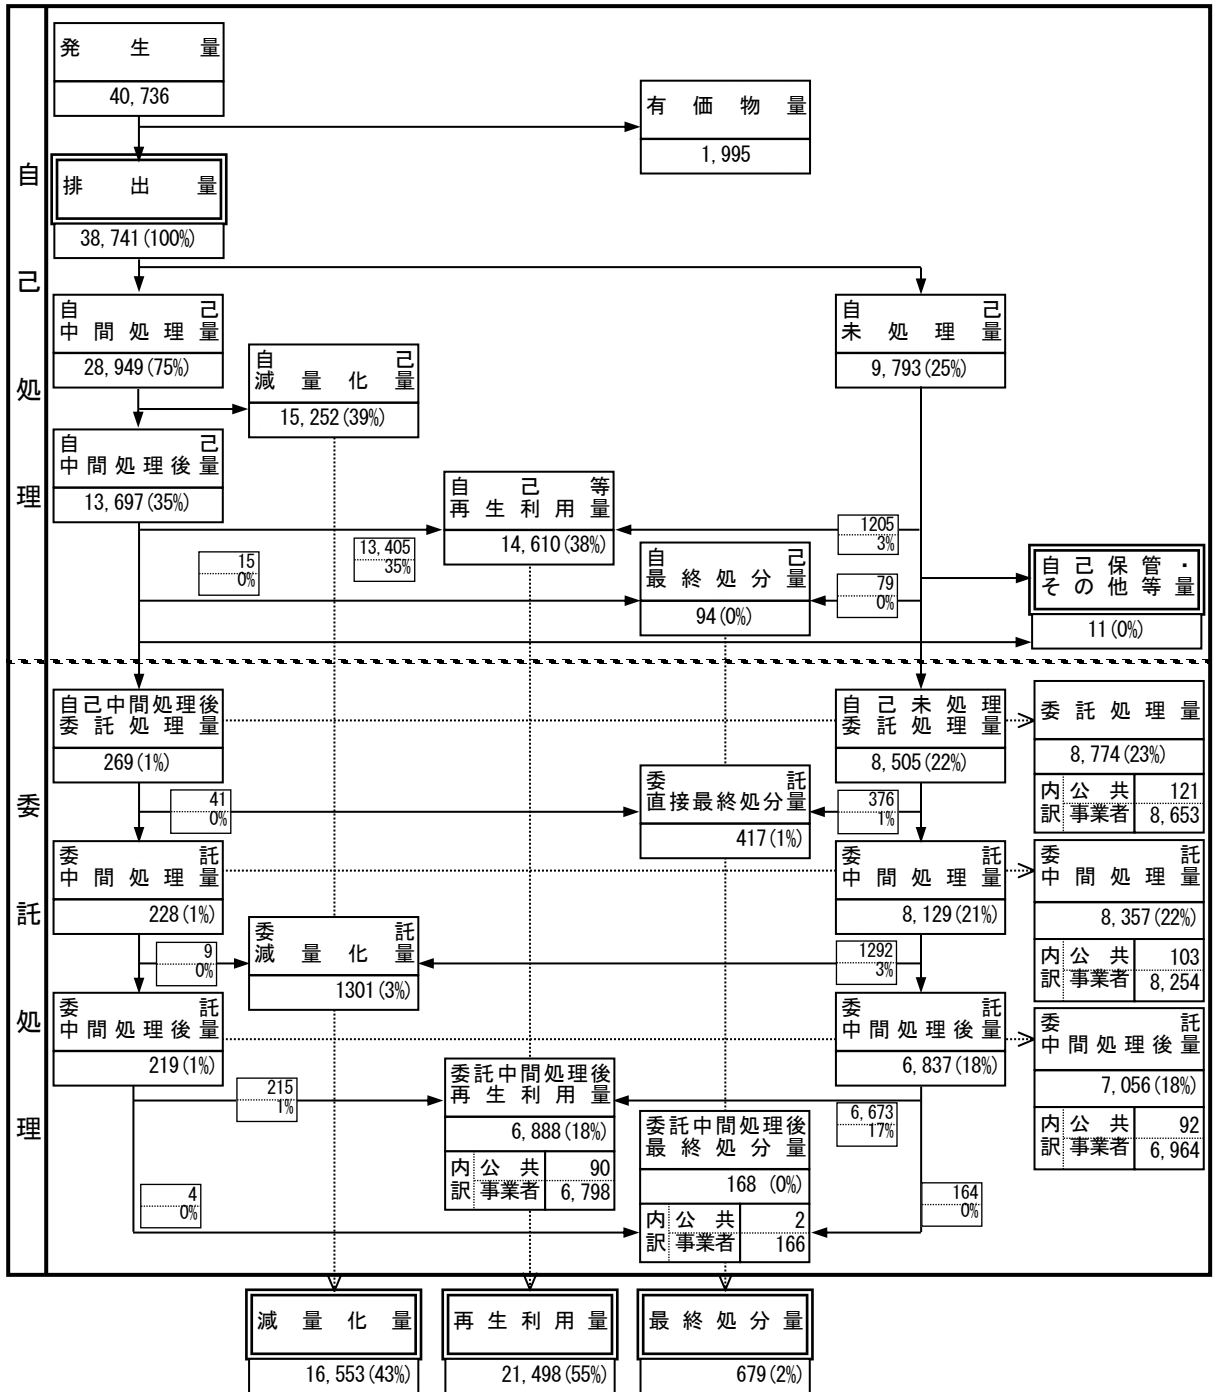 発生量
40,736
有価物量
1,995
自己処理
排出量
38,741(100%)
自己
中間処理量
28,949(75%)
自己
未処理量
9,793(25%)
自己
減量化量
15,252(39%)
自己
中間処理後量
13,697(35%)
自己等
再生利用量
14,610(38%)
1205
3%
13,405
35%
15
0%
自己
最終処分量
94(0%)
79
0%
自己保管・
その他等量
11(0%)
委託処理
自己中間処理後
委託処理量
269(1%)
自己未処理
委託処理量
8,505(22%)
委託処理量
8,774(23%)
内公共 121
訳事業者 8,653
41
0%
委託
直接最終処分量
417(1%)
376
1%
委託
中間処理量
228(1%)
委託
中間処理量
8,129(21%)
委託
中間処理量
8,357(22%)
内公共 103
訳事業者 8,254
9
0%
委託
減量化量
1301(3%)
1292
3%
委託
中間処理後量
219(1%)
委託
中間処理後量
6,837(18%)
委託
中間処理後量
7,056(18%)
内公共 92
訳事業者 6,964
215
1%
委託中間処理後
再生利用量
6,888(18%)
内公共 90
訳事業者 6,798
6,673
17%
委託中間処理後
最終処分量
168 (0%)
内公共 2
訳事業者 166
4
0%
164
0%
減量化量
16,553(43%)
再生利用量
21,498(55%)
最終処分量
679(2%)